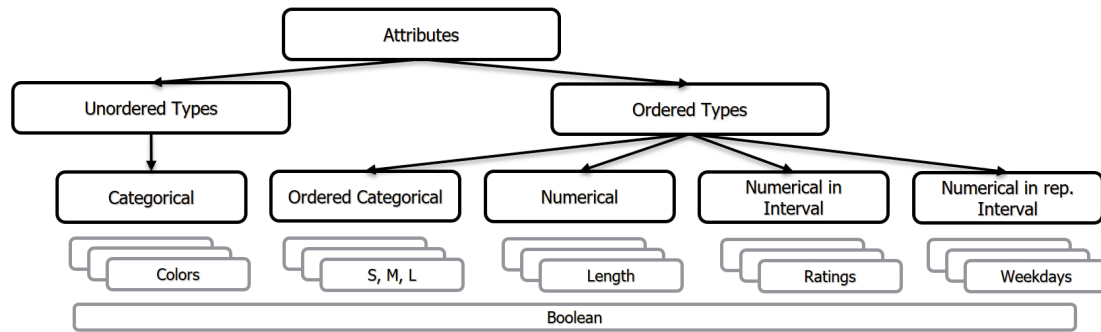 Attributes
Unordered Types
Ordered Types
Categorical
Ordered Categorical
Numerical
Numerical in
Interval
Numerical in rep.
Interval
Colors
S, M, L
Length
Ratings
Weekdays
Boolean